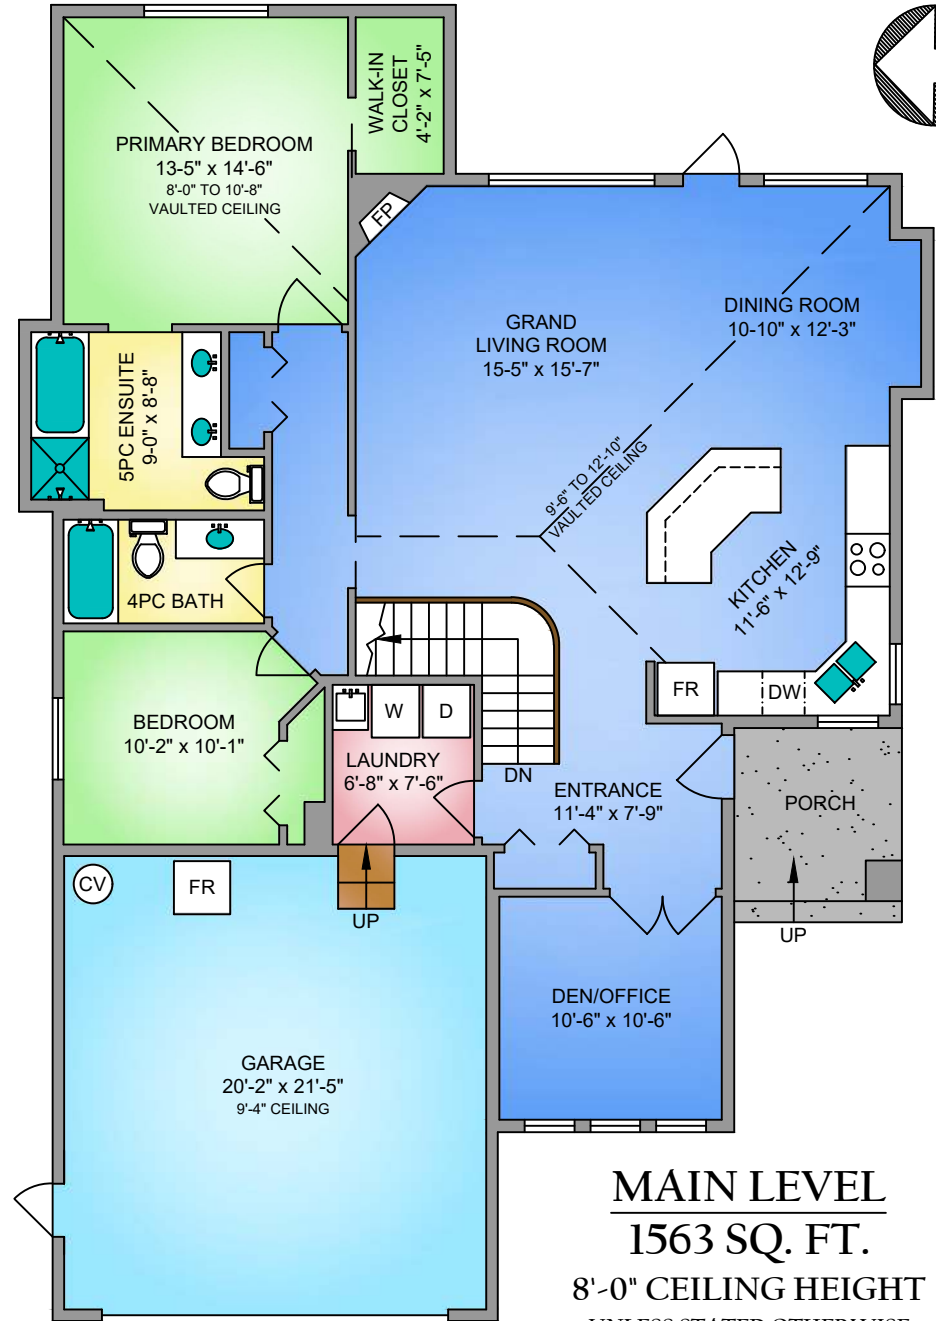 WALK-IN
CLOSET
4'-2" x 7'-5"
PRIMARY BEDROOM
13-5" x 14'-6"
8'-0" TO 10'-8"
VAULTED CEILING
FP
GRAND
LIVING ROOM
15-5" x 15'-7"
DINING ROOM
10-10" x 12'-3"
5PC ENSUITE
9-0" x 8'-8"
9'-6" TO 12'-10"
VAULTED CEILING
KITCHEN
11'-6" x 12'-9"
4PC BATH
FR
DW
BEDROOM
10'-2" x 10'-1"
W
D
LAUNDRY
6'-8" x 7'-6"
DN
ENTRANCE
11'-4" x 7'-9"
PORCH
UP
CV
FR
UP
DEN/OFFICE
10'-6" x 10'-6"
GARAGE
20'-2" x 21'-5"
9'-4" CEILING
MAIN LEVEL
1563 SQ. FT.
8'-0" CEILING HEIGHT
UNLESS STATED OTHERWISE